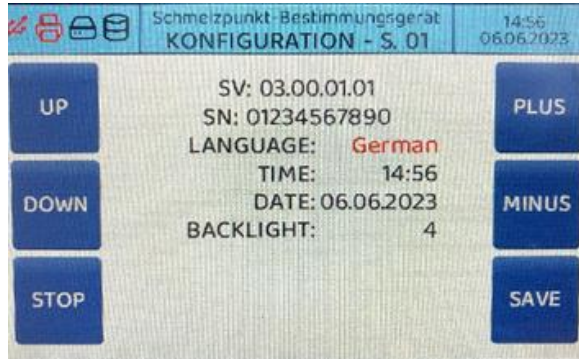 Schmelzpunkt-Bestimmungsgerät
KONFIGURATION - S. 01
14:56
06.06.2023
UP
DOWN
STOP
SV: 03.00.01.01
SN: 01234567890
LANGUAGE: German
TIME: 14:56
DATE: 06.06.2023
BACKLIGHT: 4
PLUS
MINUS
SAVE